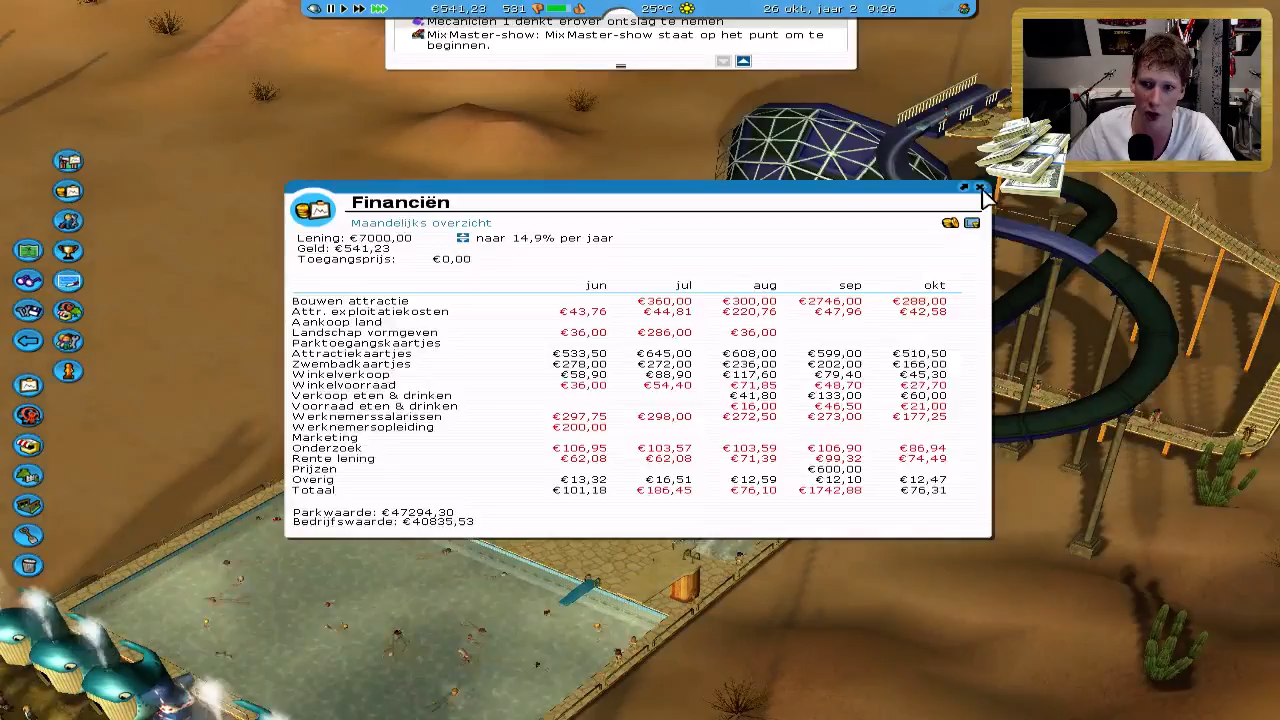 €541,23 531 25°C 26 okt, jaar 2 9:26
Mecanicien 1 denkt erover ontslag te nemen
MixMaster-show: MixMaster-show staat op het punt om te
beginnen.
Financiën
Maandelijks overzicht
Lening: €7000,00 naar 14,9% per jaar
Geld: €541,23
Toegangsprijs: €0,00
jun jul aug sep okt
Bouwen attractie €360,00 €300,00 €2746,00 €288,00
Attr. exploitatiekosten €43,76 €44,81 €220,76 €47,96 €42,58
Aankoop land
Landschap vormgeven €36,00 €286,00 €36,00
Parktoegangskaartjes
Attractiekaartjes €533,50 €645,00 €608,00 €599,00 €510,50
Zwembadkaartjes €278,00 €272,00 €236,00 €202,00 €166,00
Winkelverkoop €58,90 €88,90 €117,60 €79,40 €45,30
Winkelvoorraad €36,00 €54,40 €71,85 €48,70 €27,70
Verkoop eten & drinken €41,80 €133,00 €60,00
Voorraad eten & drinken €16,00 €46,50 €21,00
Werknemerssalarissen €297,75 €298,00 €272,50 €273,00 €177,25
Werknemersopleiding €200,00
Marketing
Onderzoek €106,95 €103,57 €103,59 €106,90 €86,94
Rente lening €62,08 €62,08 €71,39 €99,32 €74,49
Prijzen €600,00
Overig €13,32 €16,51 €12,59 €12,10 €12,47
Totaal €101,18 €186,45 €76,10 €1742,88 €76,31
Parkwaarde: €47294,30
Bedrijfswaarde: €40835,53